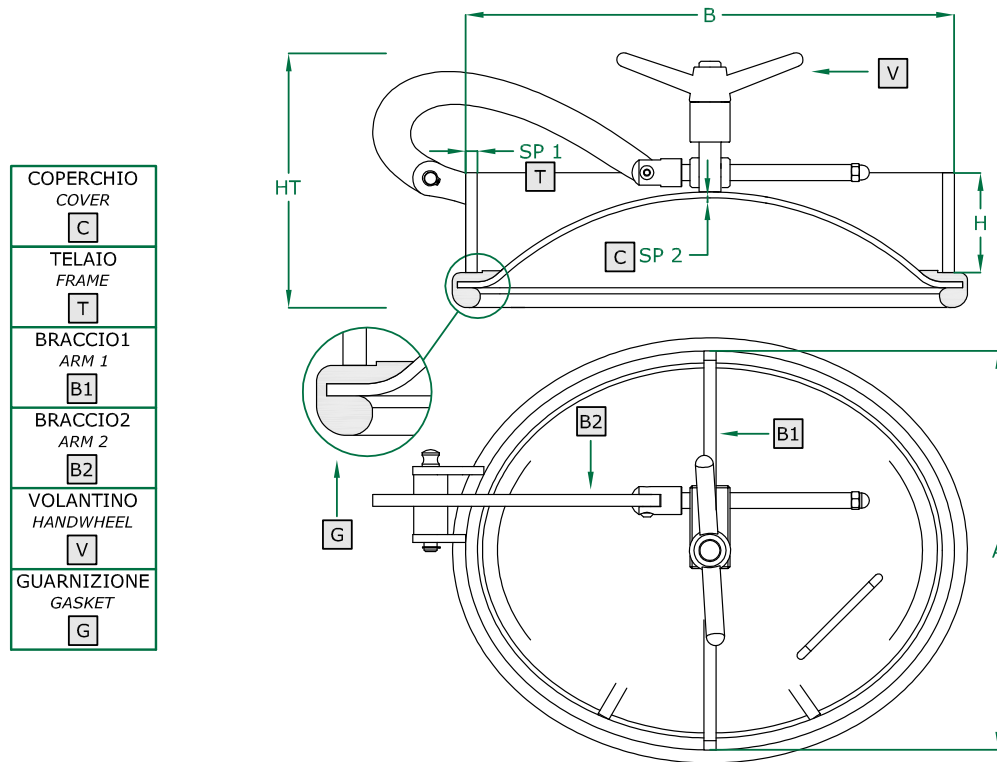 COPERCHIO
COVER
C
TELAIO
FRAME
T
BRACCIO1
ARM 1
B1
BRACCIO2
ARM 2
B2
VOLANTINO
HANDWHEEL
V
GUARNIZIONE
GASKET
G
B
V
HT
SP 1
T
H
C SP 2
B2
B1
G
A